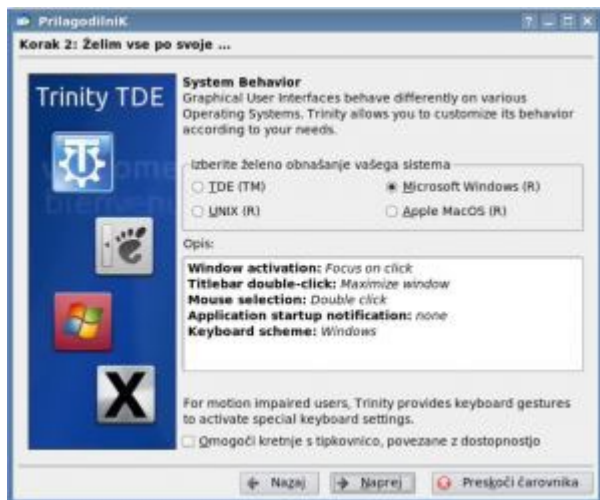 PrilagodilniK
Korak 2: Želim vse po svoje ...
Trinity TDE
System Behavior
Graphical User Interfaces behave differently on various
Operating Systems. Trinity allows you to customize its behavior
according to your needs.
Izberite želeno obnašanje vašega sistema
TDE (TM)
Microsoft Windows (R)
UNIX (R)
Apple MacOS (R)
Opis:
Window activation: Focus on click
Titlebar double-click: Maximize window
Mouse selection: Double click
Application startup notification: none
Keyboard scheme: Windows
For motion impaired users, Trinity provides keyboard gestures
to activate special keyboard settings.
Omogoči kretnje s tipkovnico, povezane z dostopnostjo
Nazaj
Naprej
Preskoči čarovnika